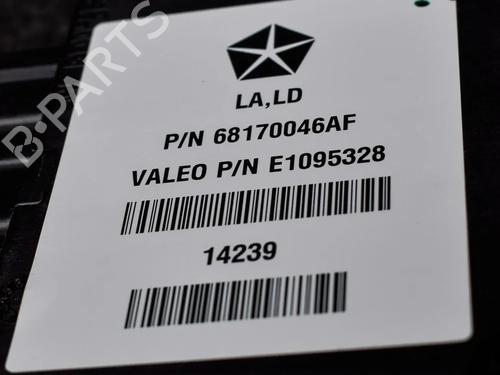 B-PARTS
LA,LD
P/N 68170046AF
VALEO P/N E1095328
14239